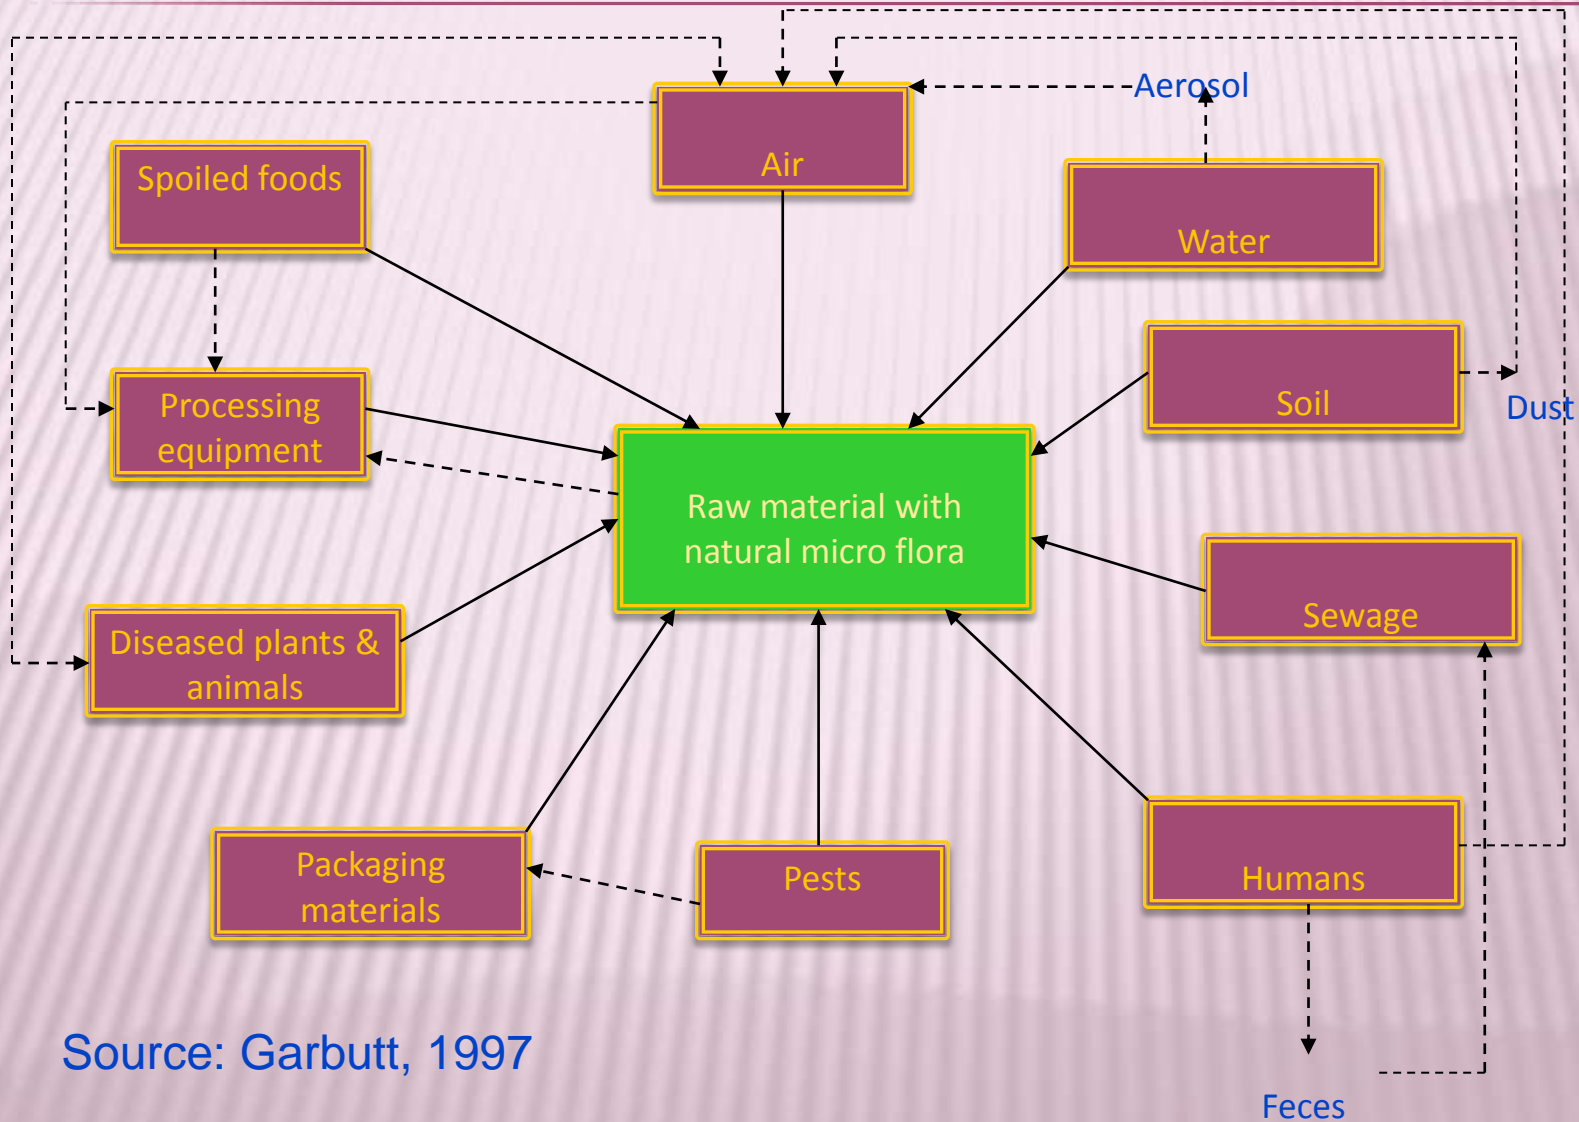 Aerosol
Air
Spoiled foods
Water
Processing
equipment
Soil
Dust
Raw material with
natural micro flora
Sewage
Diseased plants &
animals
Packaging
materials
Pests
Humans
Source: Garbutt, 1997
Feces